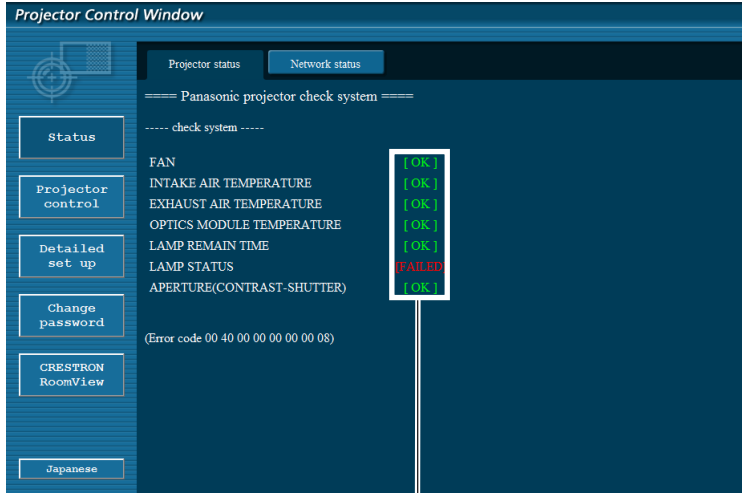 Projector Control Window
Projector status
Network status
==== Panasonic projector check system ====
----- check system -----
FAN [ OK ]
INTAKE AIR TEMPERATURE [ OK ]
EXHAUST AIR TEMPERATURE [ OK ]
OPTICS MODULE TEMPERATURE [ OK ]
LAMP REMAIN TIME [ OK ]
LAMP STATUS [FAILED]
APERTURE(CONTRAST-SHUTTER) [ OK ]
(Error code 00 40 00 00 00 00 00 08)
Status
Projector
control
Detailed
set up
Change
password
CRESTRON
RoomView
Japanese